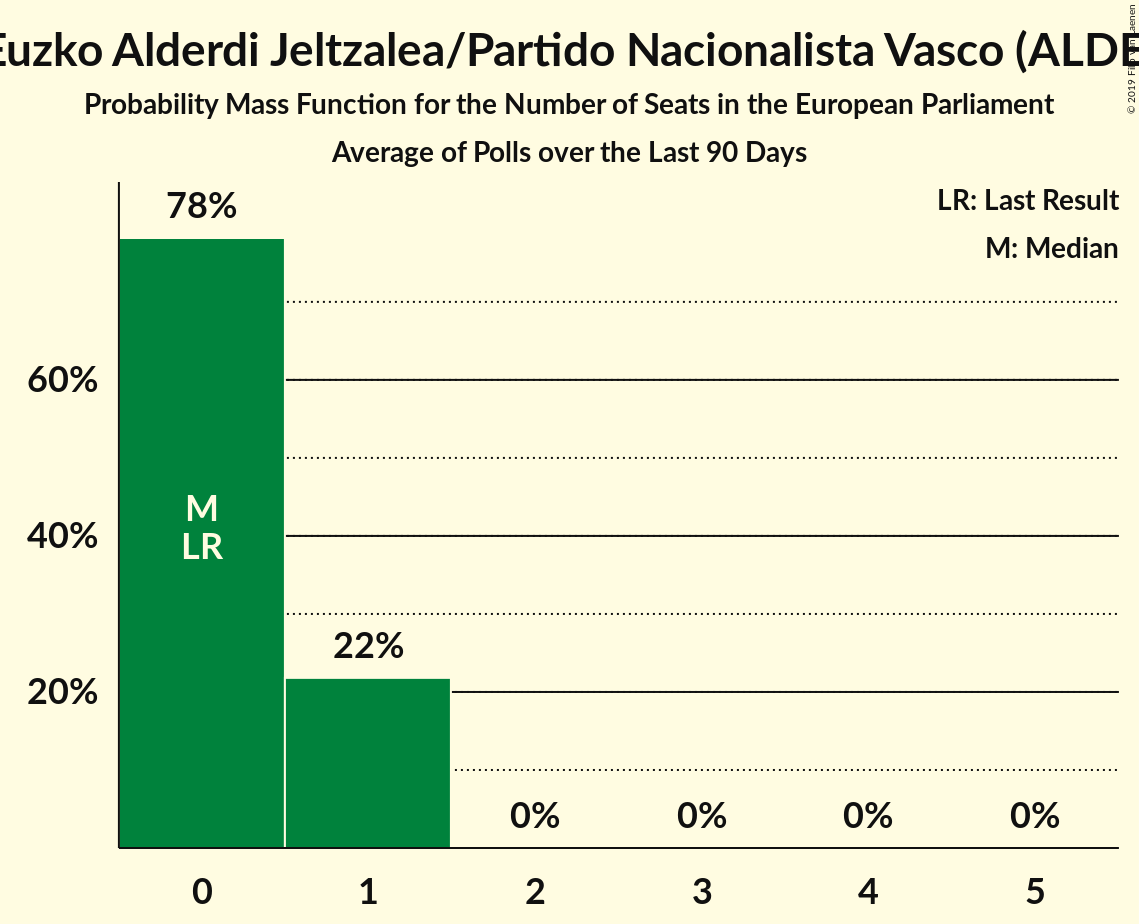 Euzko Alderdi Jeltzalea/Partido Nacionalista Vasco (ALDE
Probability Mass Function for the Number of Seats in the European Parliament
Average of Polls over the Last 90 Days
© 2019
LR: Last Result
M: Median
78%
60%
M
40%
LR
22%
20%
0% 0% 0% 0%
0 1 2 3 4 5